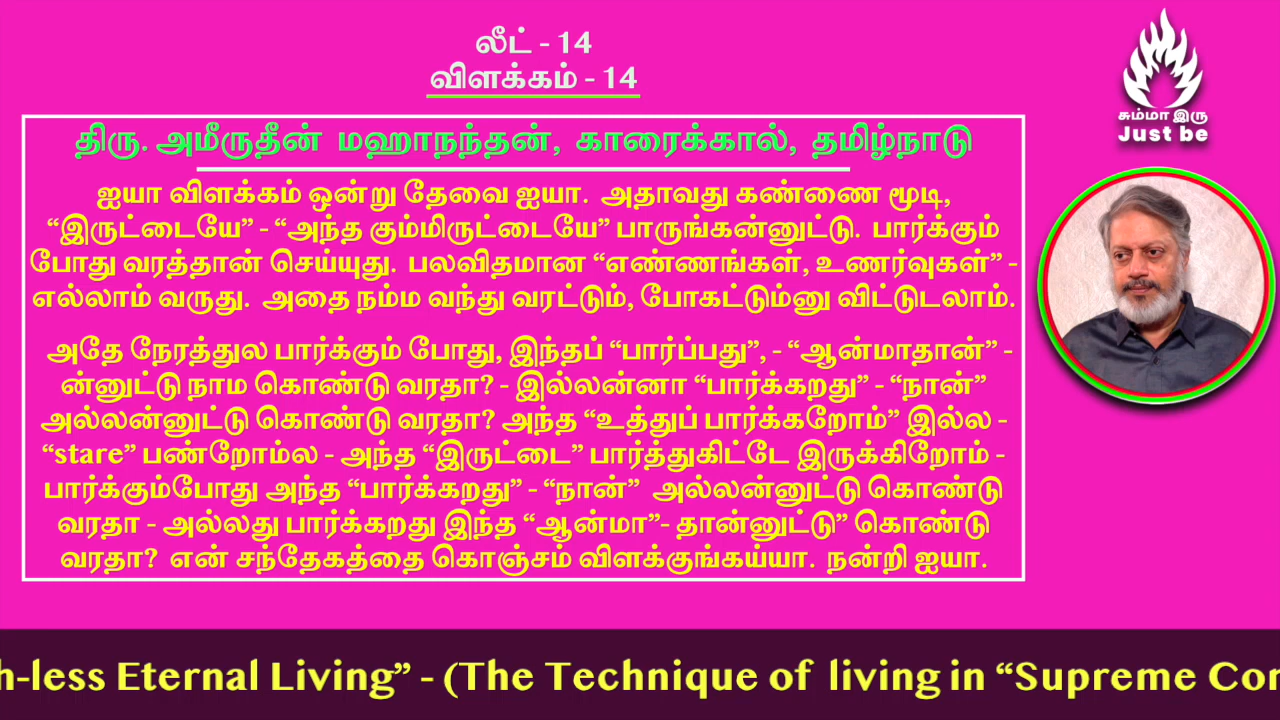 லீட் - 14
விளக்கம் - 14
சும்மா இரு
Just be
திரு. அமீருதீன் மஹாநந்தன், காரைக்கால், தமிழ்நாடு
ஐயா விளக்கம் ஒன்று தேவை ஐயா. அதாவது கண்ணை மூடி,
“இருட்டையே” - “அந்த கும்மிருட்டையே” பாருங்கன்னுட்டு. பார்க்கும்
போது வரத்தான் செய்யுது. பலவிதமான “எண்ணங்கள், உணர்வுகள்” -
எல்லாம் வருது. அதை நம்ம வந்து வரட்டும், போகட்டும்னு விட்டுடலாம்.
அதே நேரத்துல பார்க்கும் போது, இந்தப் “பார்ப்பது”, - “ஆன்மாதான்” -
ன்னுட்டு நாம கொண்டு வரதா? - இல்லன்னா “பார்க்கறது” - “நான்”
அல்லன்னுட்டு கொண்டு வரதா? அந்த “உத்துப் பார்க்கறோம்” இல்ல -
“stare” பண்றோம்ல - அந்த “இருட்டை” பார்த்துகிட்டே இருக்கிறோம் -
பார்க்கும்போது அந்த “பார்க்கறது” - “நான்” அல்லன்னுட்டு கொண்டு
வரதா - அல்லது பார்க்கறது இந்த “ஆன்மா”- தான்னுட்டு” கொண்டு
வரதா? என் சந்தேகத்தை கொஞ்சம் விளக்குங்கய்யா. நன்றி ஐயா.
h-less Eternal Living” - (The Technique of living in “Supreme Con